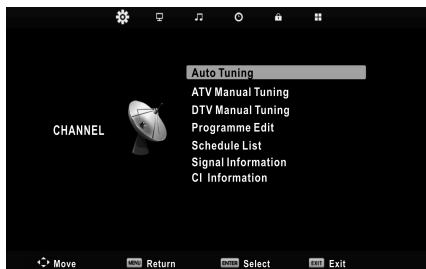 Auto Tuning
ATV Manual Tuning
DTV Manual Tuning
CHANNEL
Programme Edit
Schedule List
Signal Information
CI Information
Move
MENU Return
ENTER Select
EXIT Exit